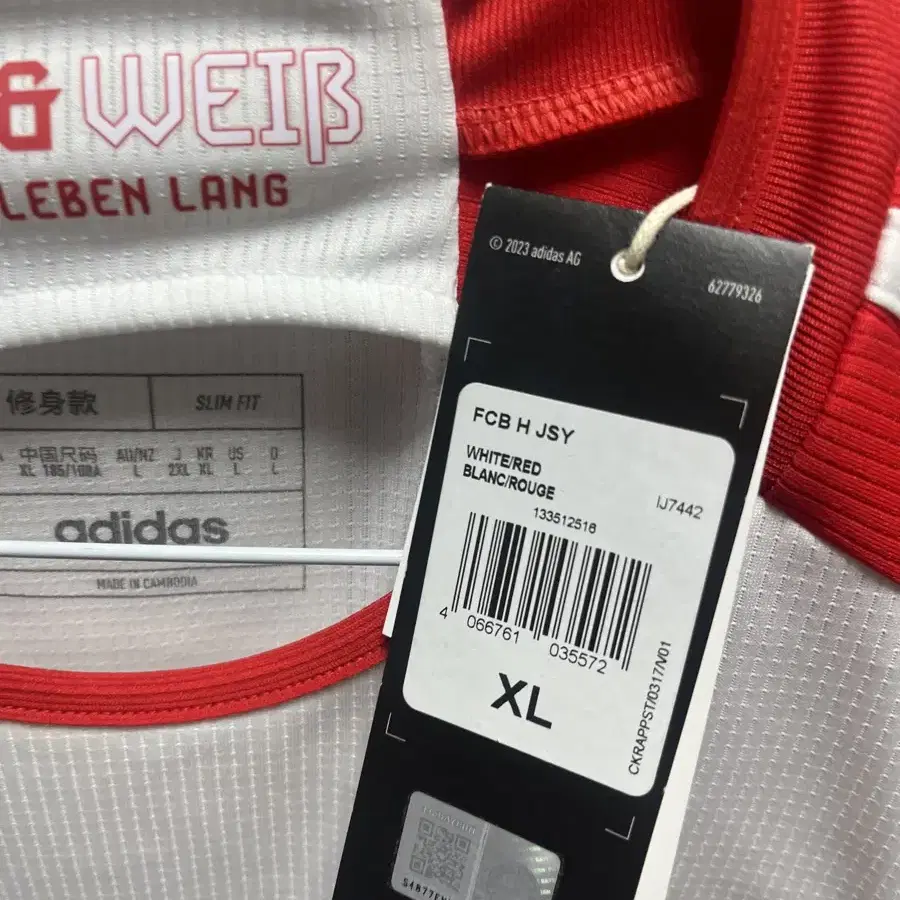 & WEIß
LEBEN LANG
修身款 SLIM FIT
中国尺码 AU/NZ J KR US D
XL 185/108A L 2XL XL L L
adidas
MADE IN CAMBODIA
© 2023 adidas AG
62779326
FCB H JSY
WHITE/RED
BLANC/ROUGE
IJ7442
133512516
4 066761 035572
XL
CKRAPPST/0317/N01